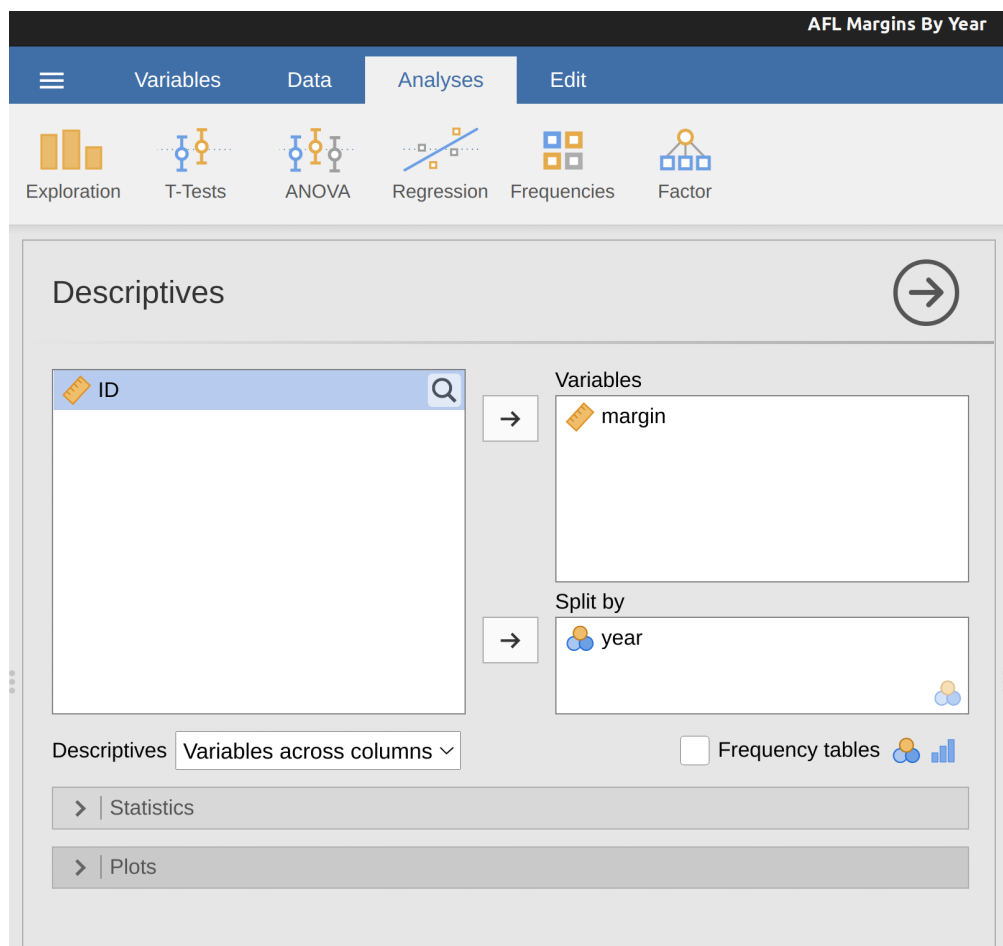 AFL Margins By Year
Variables Data Analyses Edit
Exploration T-Tests ANOVA Regression Frequencies Factor
Descriptives
ID
Variables
margin
Split by
year
Descriptives Variables across columns Frequency tables
Statistics
Plots